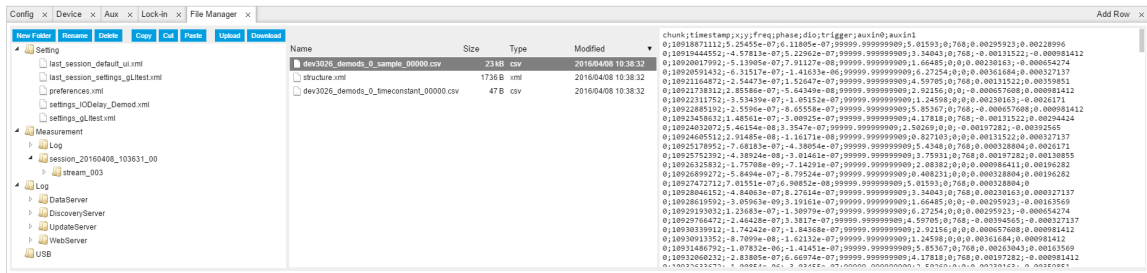 Config × Device × Aux × Lock-in × File Manager × Add Row ×
New Folder Rename Delete Copy Cut Paste Upload Download
Setting
last_session_default_ui.xml
last_session_settings_gLltest.xml
preferences.xml
settings_IODelay_Demod.xml
settings_gLltest.xml
Measurement
Log
session_20160408_103631_00
stream_003
Log
DataServer
DiscoveryServer
UpdateServer
WebServer
USB
Name Size Type Modified
dev3026_demods_0_sample_00000.csv 23 kB csv 2016/04/08 10:38:32
structure.xml 1736 B xml 2016/04/08 10:38:32
dev3026_demods_0_timeconstant_00000.csv 47 B csv 2016/04/08 10:38:32
chunk;timestamp;x;y;freq;phase;dio;trigger;auxin0;auxin1
0;10918871112;5.25455e-07;6.11805e-07;99999.999999909;5.01593;0;768;0.00295923;0.00228996
0;10919444552;-4.57813e-07;5.22962e-07;99999.999999909;3.34043;0;768;-0.000986411;-0.000981412
0;10920017992;-5.13905e-07;7.91127e-08;99999.999999909;1.66485;0;0;0.00230163;-0.000654274
0;10920591432;-6.31517e-07;-1.41633e-06;99999.999999909;6.27254;0;0;0.00361684;0.000327137
0;10921164872;-2.54473e-07;1.52647e-07;99999.999999909;4.59705;0;768;0.00131522;0.00359851
0;10921738312;2.85586e-07;-5.64349e-08;99999.999999909;2.92156;0;0;-0.000657608;0.000981412
0;10922311752;-3.53439e-07;-1.05152e-07;99999.999999909;1.24598;0;0;0.00230163;-0.0026171
0;10922885192;-2.5596e-07;-8.65558e-07;99999.999999909;5.85367;0;768;-0.000657608;0.000981412
0;10923458632;1.48561e-07;-3.00925e-07;99999.999999909;4.17818;0;768;-0.00131522;0.00294424
0;10924032072;5.46154e-08;3.3547e-07;99999.999999909;2.50269;0;0;-0.00197282;-0.00392565
0;10924605512;2.91485e-08;-1.16171e-06;99999.999999909;0.827103;0;0;0.00131522;0.000327137
0;10925178952;-7.68183e-07;-4.38054e-07;99999.999999909;5.4348;0;768;0.000328804;0.0026171
0;10925752392;-4.38924e-08;-3.01461e-07;99999.999999909;3.75931;0;768;0.00197282;0.00130855
0;10926325832;-1.75708e-09;-7.14291e-07;99999.999999909;2.08382;0;0;0.000986411;0.00196282
0;10926899272;-5.8494e-07;-8.79524e-07;99999.999999909;0.408231;0;0;0.000328804;0.00196282
0;10927472712;7.01551e-07;6.90852e-08;99999.999999909;5.01593;0;768;0.000328804;0
0;10928046152;-4.84063e-07;8.27614e-07;99999.999999909;3.34043;0;768;0.00230163;0.000327137
0;10928619592;-3.05963e-09;3.19161e-07;99999.999999909;1.66485;0;0;-0.00295923;-0.00163569
0;10929193032;1.23683e-07;-1.30979e-07;99999.999999909;6.27254;0;0;0.00295923;-0.000654274
0;10929766472;-2.46428e-07;3.3817e-07;99999.999999909;4.59705;0;768;-0.00394565;-0.000327137
0;10930339912;-1.74242e-07;-1.84368e-07;99999.999999909;2.92156;0;0;0.000657608;0.000981412
0;10930913352;-8.7099e-08;-1.62132e-07;99999.999999909;1.24598;0;0;0.00361684;0.000981412
0;10931486792;-1.07832e-06;-1.41451e-07;99999.999999909;5.85367;0;768;0.00263043;0.00163569
0;10932060232;-2.83805e-07;6.66974e-07;99999.999999909;4.17818;0;768;0.00197282;-0.000981412